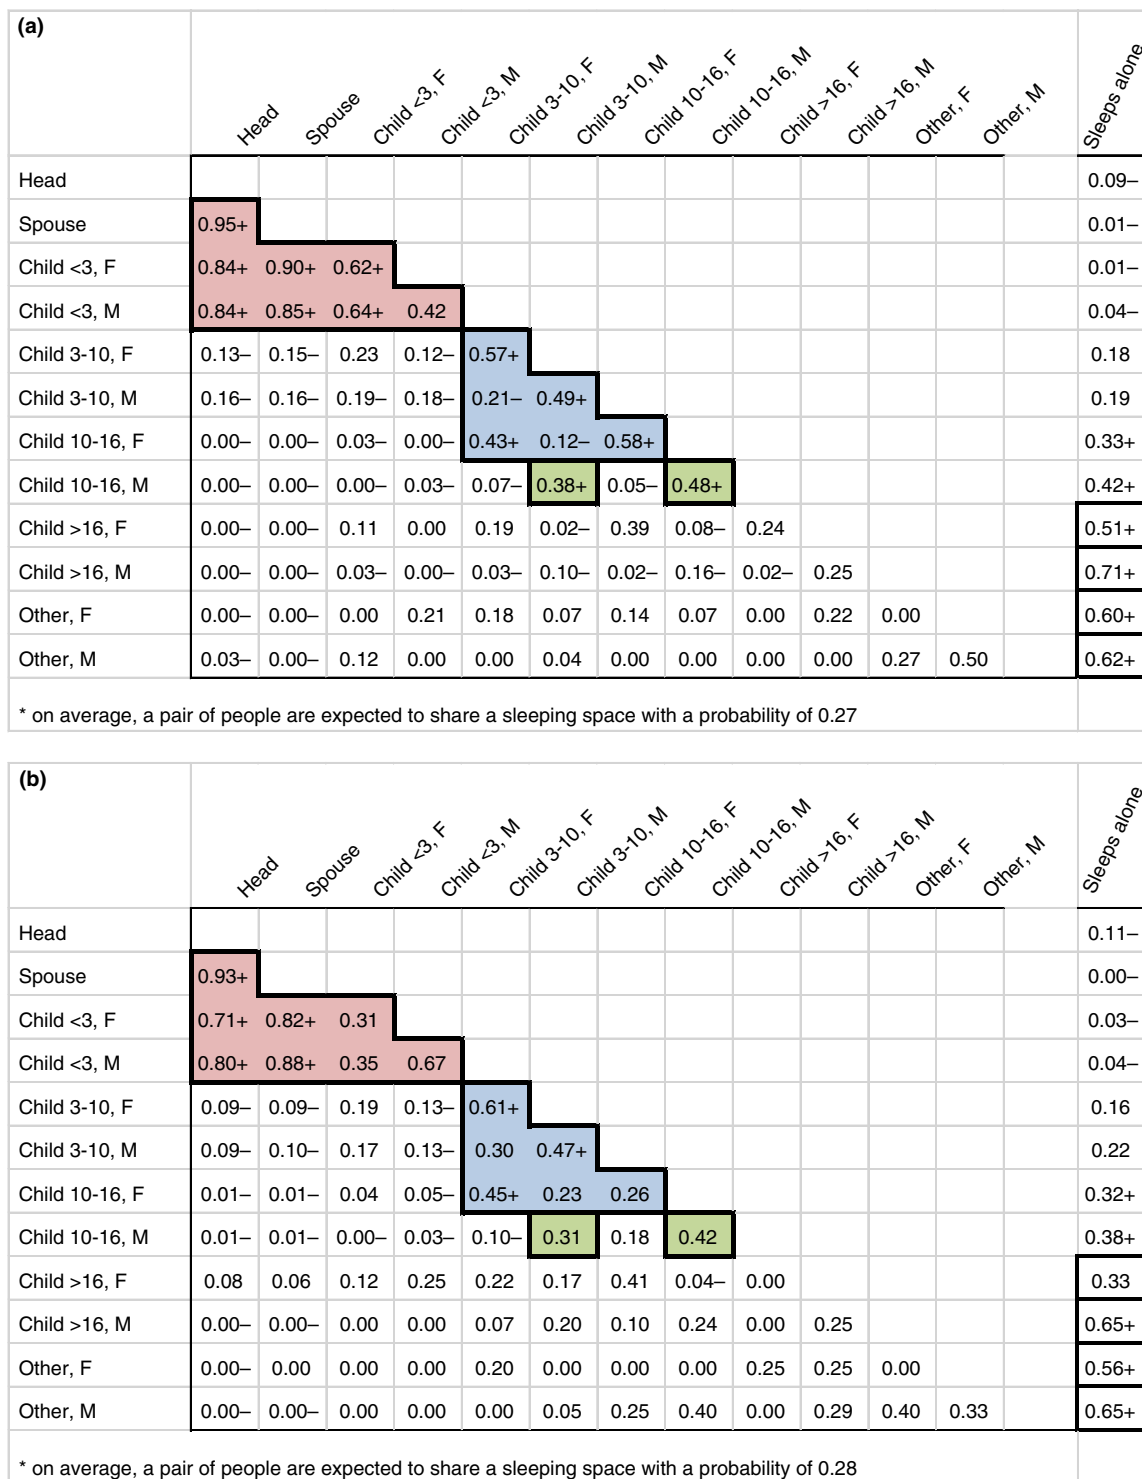 (a)
Head Spouse Child <3, F Child <3, M Child 3-10, F Child 3-10, M Child 10-16, F Child 10-16, M Child >16, F Child >16, M Other, F Other, M Sleeps alone
Head 0.09–
Spouse 0.95+ 0.01–
Child <3, F 0.84+ 0.90+ 0.62+ 0.01–
Child <3, M 0.84+ 0.85+ 0.64+ 0.42 0.04–
Child 3-10, F 0.13– 0.15– 0.23 0.12– 0.57+ 0.18
Child 3-10, M 0.16– 0.16– 0.19– 0.18– 0.21– 0.49+ 0.19
Child 10-16, F 0.00– 0.00– 0.03– 0.00– 0.43+ 0.12– 0.58+ 0.33+
Child 10-16, M 0.00– 0.00– 0.00– 0.03– 0.07– 0.38+ 0.05– 0.48+ 0.42+
Child >16, F 0.00– 0.00– 0.11 0.00 0.19 0.02– 0.39 0.08– 0.24 0.51+
Child >16, M 0.00– 0.00– 0.03– 0.00– 0.03– 0.10– 0.02– 0.16– 0.02– 0.25 0.71+
Other, F 0.00– 0.00– 0.00 0.21 0.18 0.07 0.14 0.07 0.00 0.22 0.00 0.60+
Other, M 0.03– 0.00– 0.12 0.00 0.00 0.04 0.00 0.00 0.00 0.00 0.27 0.50 0.62+
* on average, a pair of people are expected to share a sleeping space with a probability of 0.27
(b)
Head Spouse Child <3, F Child <3, M Child 3-10, F Child 3-10, M Child 10-16, F Child 10-16, M Child >16, F Child >16, M Other, F Other, M Sleeps alone
Head 0.11–
Spouse 0.93+ 0.00–
Child <3, F 0.71+ 0.82+ 0.31 0.03–
Child <3, M 0.80+ 0.88+ 0.35 0.67 0.04–
Child 3-10, F 0.09– 0.09– 0.19 0.13– 0.61+ 0.16
Child 3-10, M 0.09– 0.10– 0.17 0.13– 0.30 0.47+ 0.22
Child 10-16, F 0.01– 0.01– 0.04 0.05– 0.45+ 0.23 0.26 0.32+
Child 10-16, M 0.01– 0.01– 0.00– 0.03– 0.10– 0.31 0.18 0.42 0.38+
Child >16, F 0.08 0.06 0.12 0.25 0.22 0.17 0.41 0.04– 0.00 0.33
Child >16, M 0.00– 0.00– 0.00 0.00 0.07 0.20 0.10 0.24 0.00 0.25 0.65+
Other, F 0.00– 0.00 0.00 0.00 0.20 0.00 0.00 0.00 0.25 0.25 0.00 0.56+
Other, M 0.00– 0.00– 0.00 0.00 0.00 0.05 0.25 0.40 0.00 0.29 0.40 0.33 0.65+
* on average, a pair of people are expected to share a sleeping space with a probability of 0.28